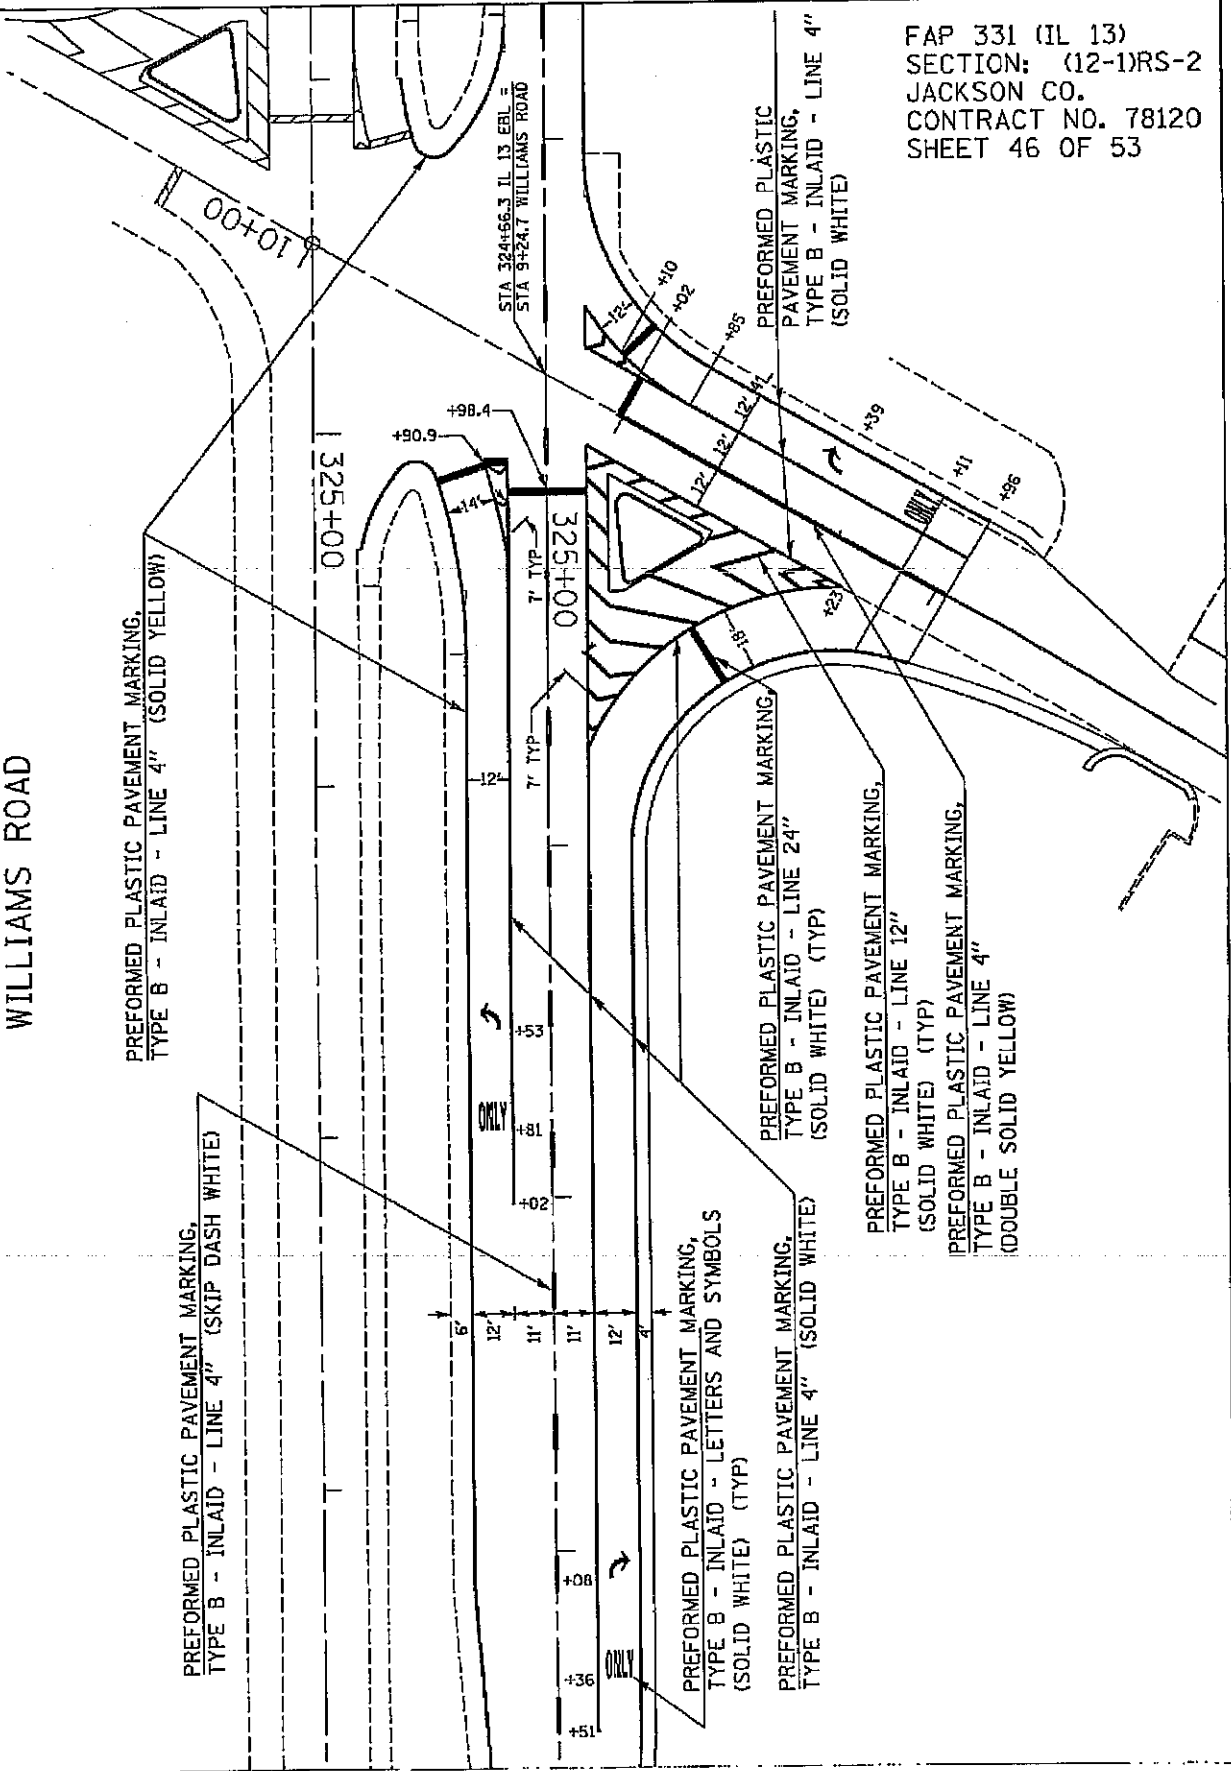 FAP 331 (IL 13)
SECTION: (12-1)RS-2
JACKSON CO.
CONTRACT NO. 78120
SHEET 46 OF 53
WILLIAMS ROAD
PREFORMED PLASTIC PAVEMENT MARKING,
TYPE B - INLAID - LINE 4" (SOLID YELLOW)
PREFORMED PLASTIC PAVEMENT MARKING,
TYPE B - INLAID - LINE 4" (SKIP DASH WHITE)
10+00
325+00
STA 324+66.3 IL 13 EBL =
STA 9+24.7 WILLIAMS ROAD
PREFORMED PLASTIC
PAVEMENT MARKING,
TYPE B - INLAID - LINE 4"
(SOLID WHITE)
+98.4
+90.9
14'
7' TYP
325+00
7' TYP
12'
+53
ONLY
+81
+02
6'
12'
11'
11'
12'
4'
+08
+36
ONLY
+51
12'
+10
+02
+85
12'
12'
12'
4'
+39
ONLY
+11
+96
+23
18'
PREFORMED PLASTIC PAVEMENT MARKING,
TYPE B - INLAID - LINE 24"
(SOLID WHITE) (TYP)
PREFORMED PLASTIC PAVEMENT MARKING,
TYPE B - INLAID - LINE 12"
(SOLID WHITE) (TYP)
PREFORMED PLASTIC PAVEMENT MARKING,
TYPE B - INLAID - LINE 4"
(DOUBLE SOLID YELLOW)
PREFORMED PLASTIC PAVEMENT MARKING,
TYPE B - INLAID - LETTERS AND SYMBOLS
(SOLID WHITE) (TYP)
PREFORMED PLASTIC PAVEMENT MARKING,
TYPE B - INLAID - LINE 4" (SOLID WHITE)